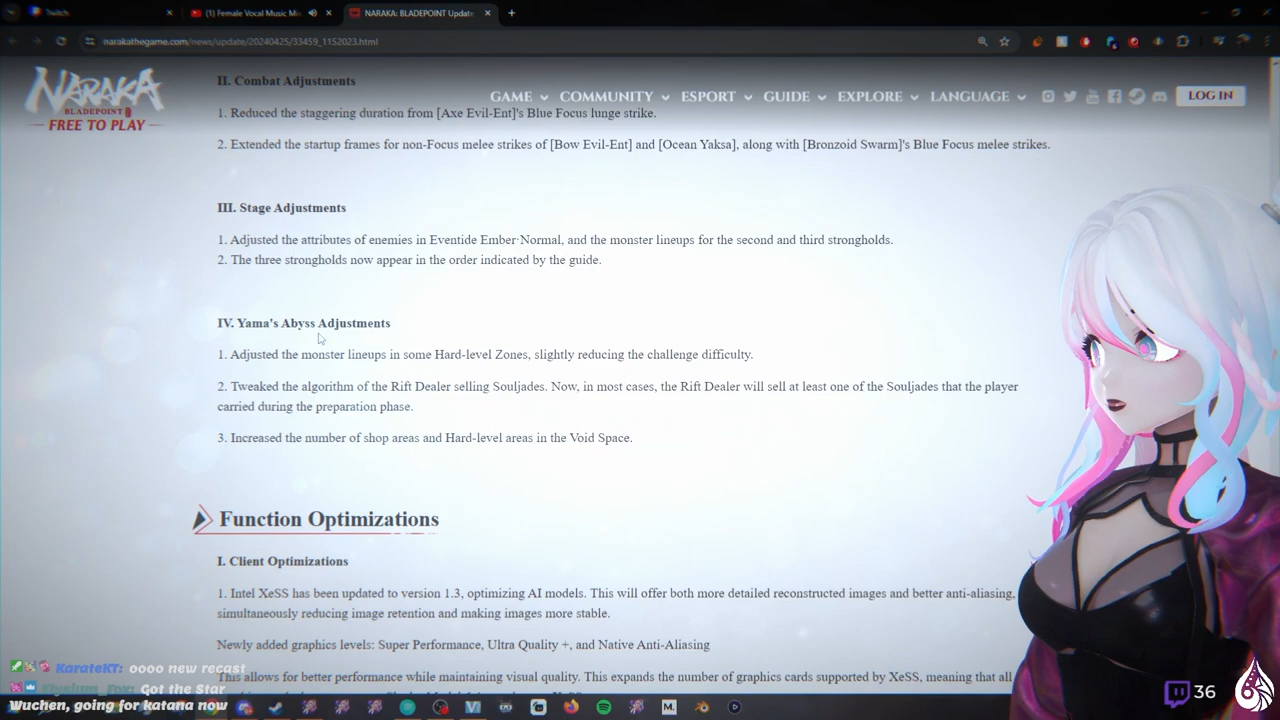 Twitch
(1) Female Vocal Music Mi
NARAKA: BLADEPOINT Updat
narakathegame.com/news/update/20240425/33459_1152023.html
NARAKA
BLADEPOINT
FREE TO PLAY
GAME COMMUNITY ESPORT GUIDE EXPLORE LANGUAGE LOG IN
II. Combat Adjustments
1. Reduced the staggering duration from [Axe Evil-Ent]'s Blue Focus lunge strike.
2. Extended the startup frames for non-Focus melee strikes of [Bow Evil-Ent] and [Ocean Yaksa], along with [Bronzoid Swarm]'s Blue Focus melee strikes.
III. Stage Adjustments
1. Adjusted the attributes of enemies in Eventide Ember·Normal, and the monster lineups for the second and third strongholds.
2. The three strongholds now appear in the order indicated by the guide.
IV. Yama's Abyss Adjustments
1. Adjusted the monster lineups in some Hard-level Zones, slightly reducing the challenge difficulty.
2. Tweaked the algorithm of the Rift Dealer selling Souljades. Now, in most cases, the Rift Dealer will sell at least one of the Souljades that the player
carried during the preparation phase.
3. Increased the number of shop areas and Hard-level areas in the Void Space.
Function Optimizations
I. Client Optimizations
1. Intel XeSS has been updated to version 1.3, optimizing AI models. This will offer both more detailed reconstructed images and better anti-aliasing,
simultaneously reducing image retention and making images more stable.
Newly added graphics levels: Super Performance, Ultra Quality +, and Native Anti-Aliasing
This allows for better performance while maintaining visual quality. This expands the number of graphics cards supported by XeSS, meaning that all
KarateKT: oooo new recast
Elysium_Fox: Got the Star
Wuchen, going for katana now
36